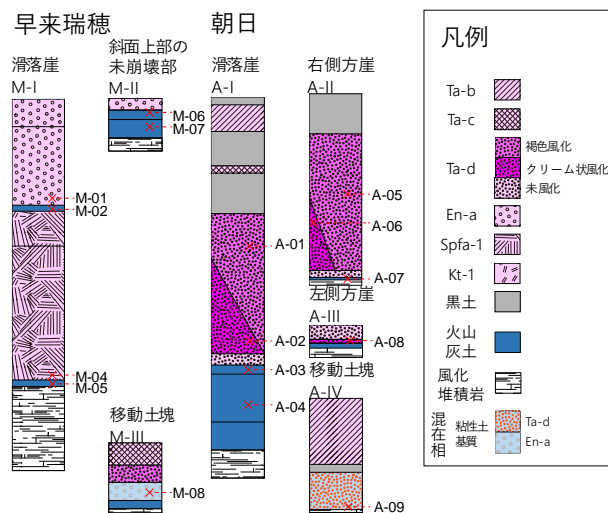 早来瑞穂
滑落崖
M-I
M-01
M-02
M-04
M-05
斜面上部の
未崩壊部
M-II
M-06
M-07
移動土塊
M-III
M-08
朝日
滑落崖
A-I
A-01
A-02
A-03
A-04
右側方崖
A-II
A-05
A-06
A-07
左側方崖
A-III
A-08
移動土塊
A-IV
A-09
凡例
Ta-b
Ta-c
Ta-d
褐色風化
クリーム状風化
未風化
En-a
Spfa-1
Kt-1
黒土
火山
灰土
風化
堆積岩
混在相
粘性土
基質
Ta-d
En-a